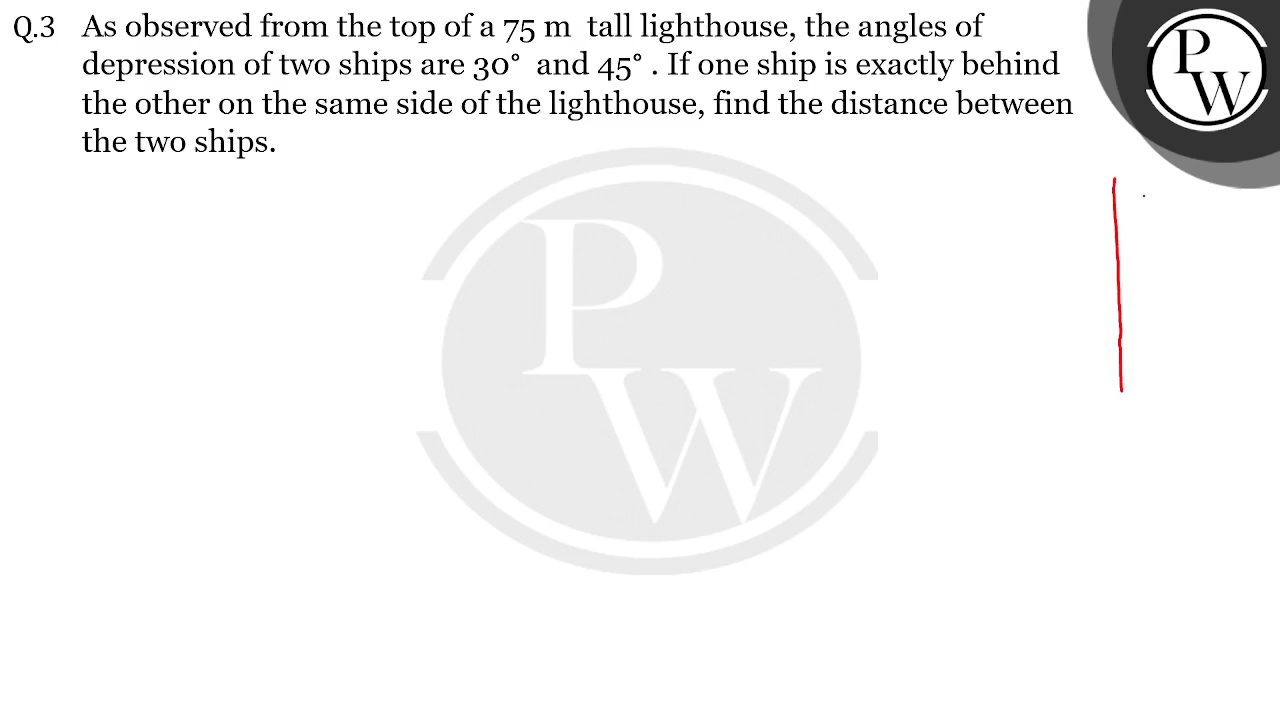 Q.3 As observed from the top of a 75 m tall lighthouse, the angles of
depression of two ships are 30° and 45° . If one ship is exactly behind
the other on the same side of the lighthouse, find the distance between
the two ships.
P
W
P
W